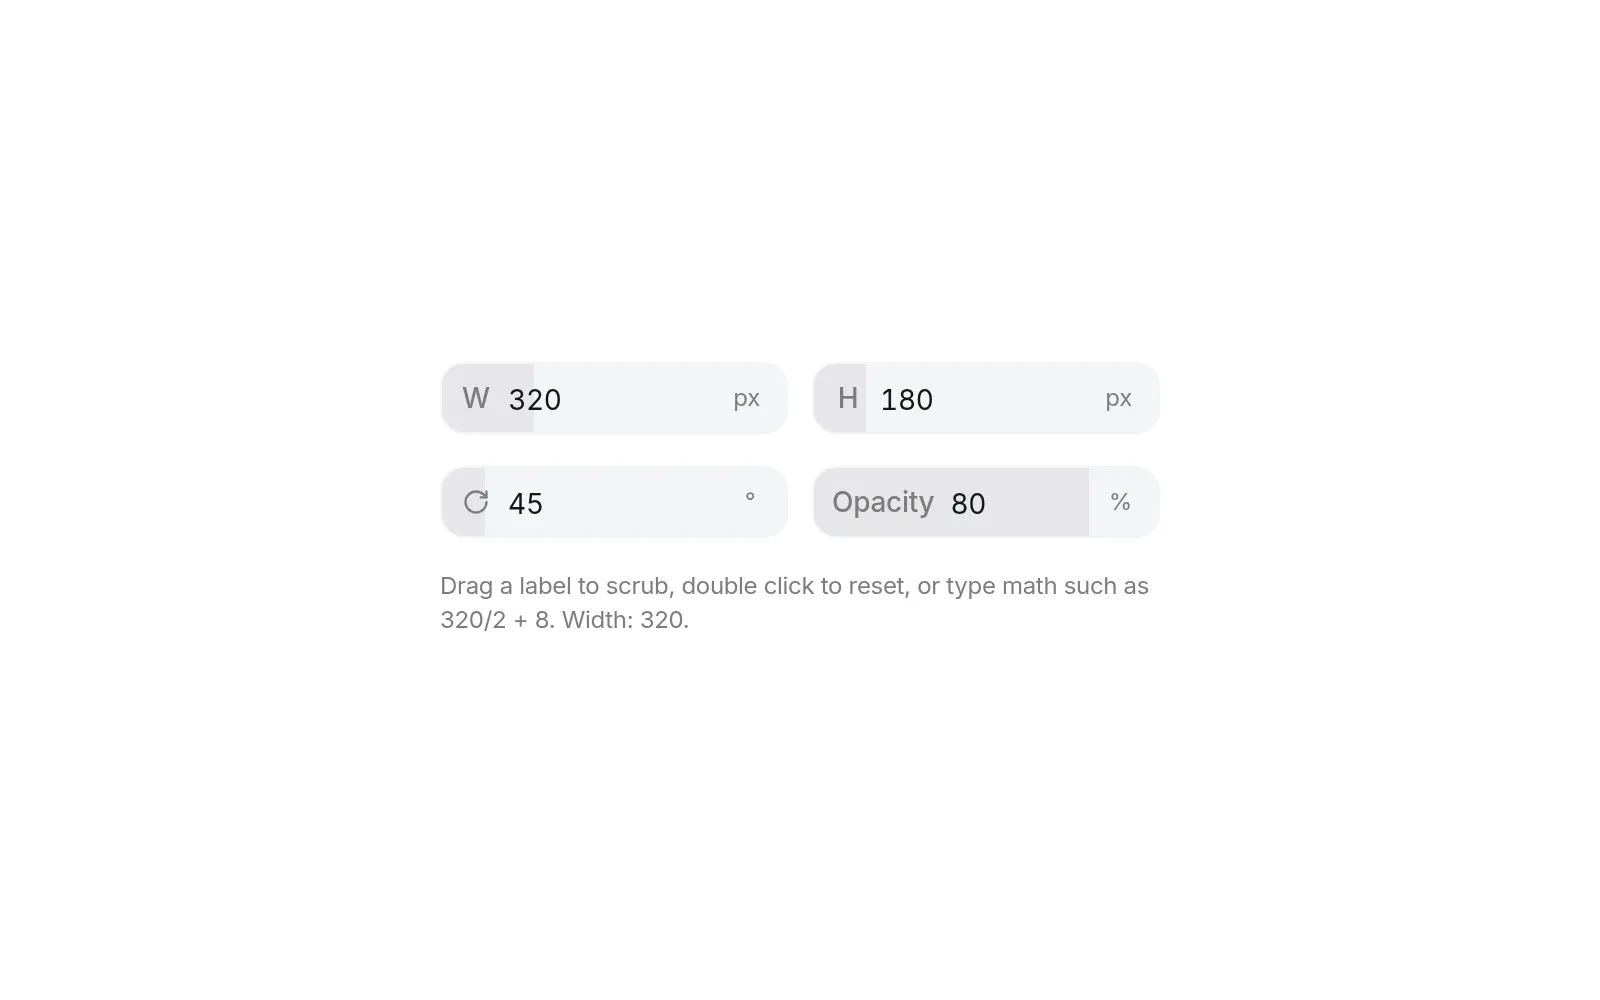 W 320 px
H 180 px
45 °
Opacity 80 %
Drag a label to scrub, double click to reset, or type math such as
320/2 + 8. Width: 320.